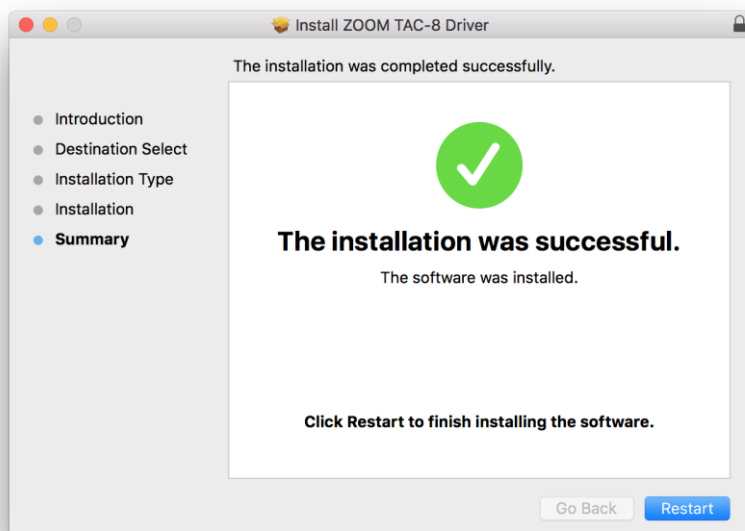 Install ZOOM TAC-8 Driver
The installation was completed successfully.
Introduction
Destination Select
Installation Type
Installation
Summary
The installation was successful.
The software was installed.
Click Restart to finish installing the software.
Go Back
Restart